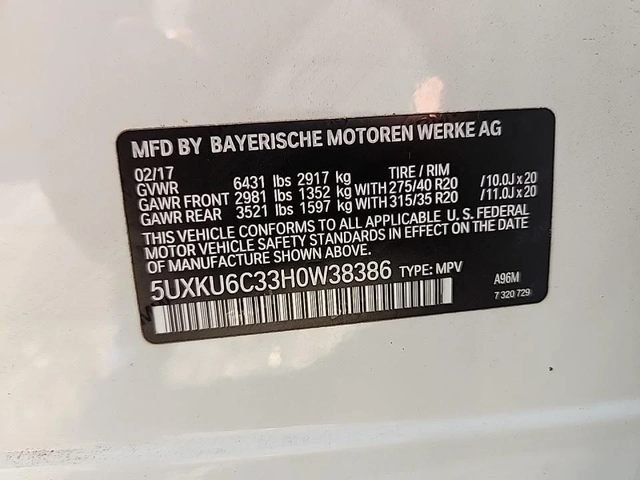 MFD BY BAYERISCHE MOTOREN WERKE AG
02/17 TIRE / RIM
GVWR 6431 lbs 2917 kg
GAWR FRONT 2981 lbs 1352 kg WITH 275/40 R20 /10.0J x 20
GAWR REAR 3521 lbs 1597 kg WITH 315/35 R20 /11.0J x 20
THIS VEHICLE CONFORMS TO ALL APPLICABLE U.S. FEDERAL
MOTOR VEHICLE SAFETY STANDARDS IN EFFECT ON THE DATE
OF MANUFACTURE SHOWN ABOVE.
5UXKU6C33H0W38386 TYPE: MPV A96M
7 320 729